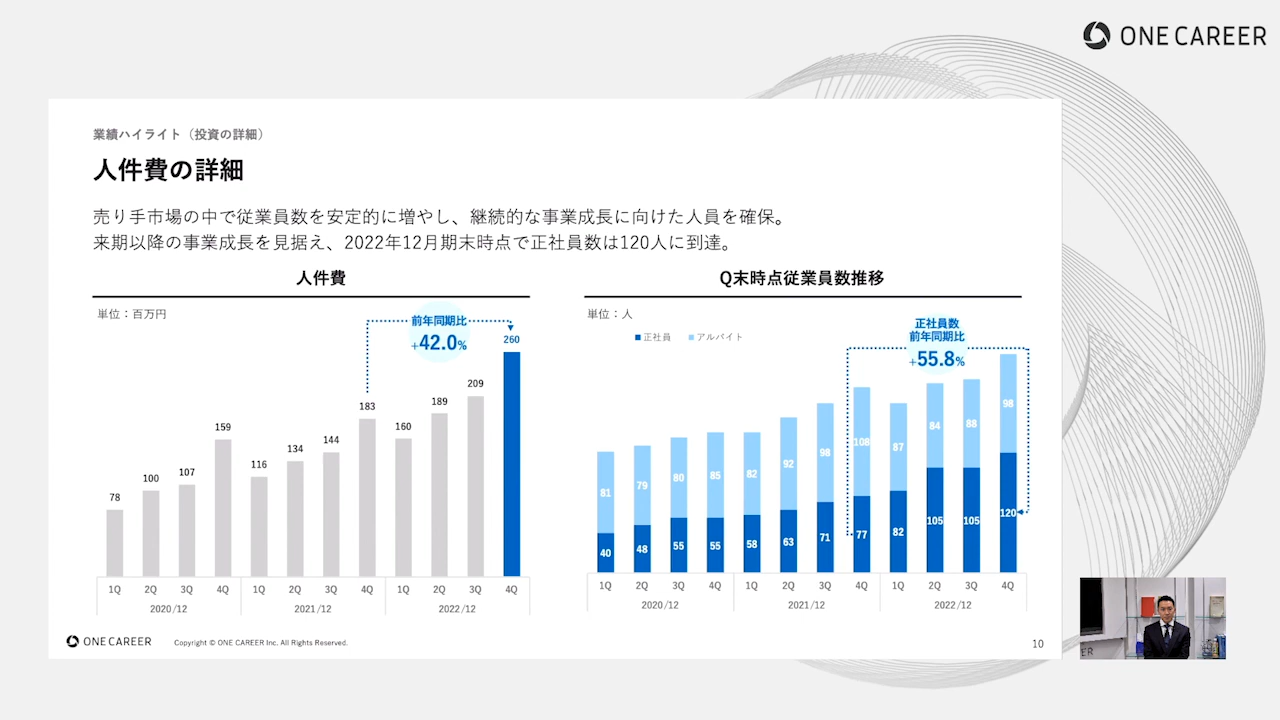 ONE CAREER
業績ハイライト（投資の詳細）
人件費の詳細
売り手市場の中で従業員数を安定的に増やし、継続的な事業成長に向けた人員を確保。
来期以降の事業成長を見据え、2022年12月期末時点で正社員数は120人に到達。
人件費
単位：百万円
前年同期比
+42.0%
78 100 107 159 116 134 144 183 160 189 209 260
1Q 2Q 3Q 4Q 1Q 2Q 3Q 4Q 1Q 2Q 3Q 4Q
2020/12 2021/12 2022/12
Q末時点従業員数推移
単位：人
正社員 アルバイト
正社員数
前年同期比
+55.8%
81 79 80 85 82 92 98 108 87 84 88 98
40 48 55 55 58 63 71 77 82 105 105 120
1Q 2Q 3Q 4Q 1Q 2Q 3Q 4Q 1Q 2Q 3Q 4Q
2020/12 2021/12 2022/12
ONE CAREER Copyright © ONE CAREER Inc. All Rights Reserved.
10
ER